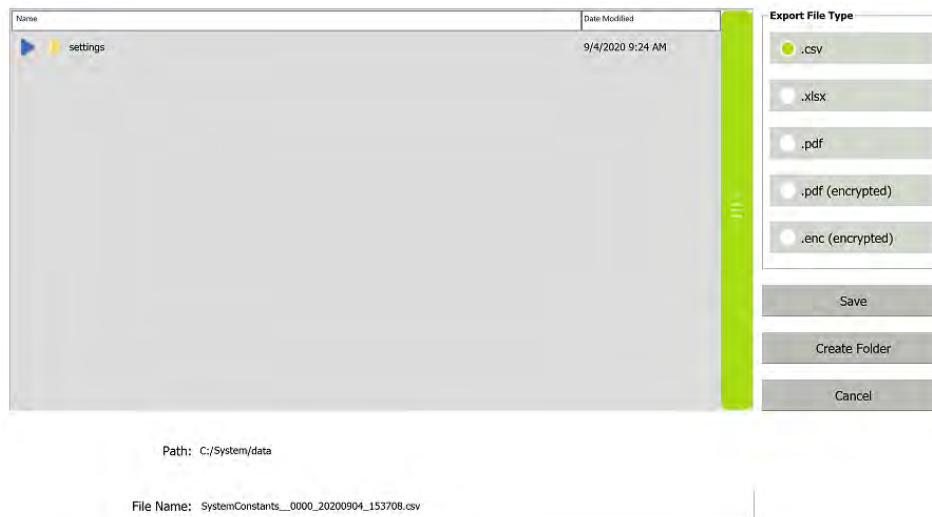 Name Date Modified
settings 9/4/2020 9:24 AM
Export File Type
.csv
.xlsx
.pdf
.pdf (encrypted)
.enc (encrypted)
Save
Create Folder
Cancel
Path: C:/System/data
File Name: SystemConstants__0000_20200904_153708.csv